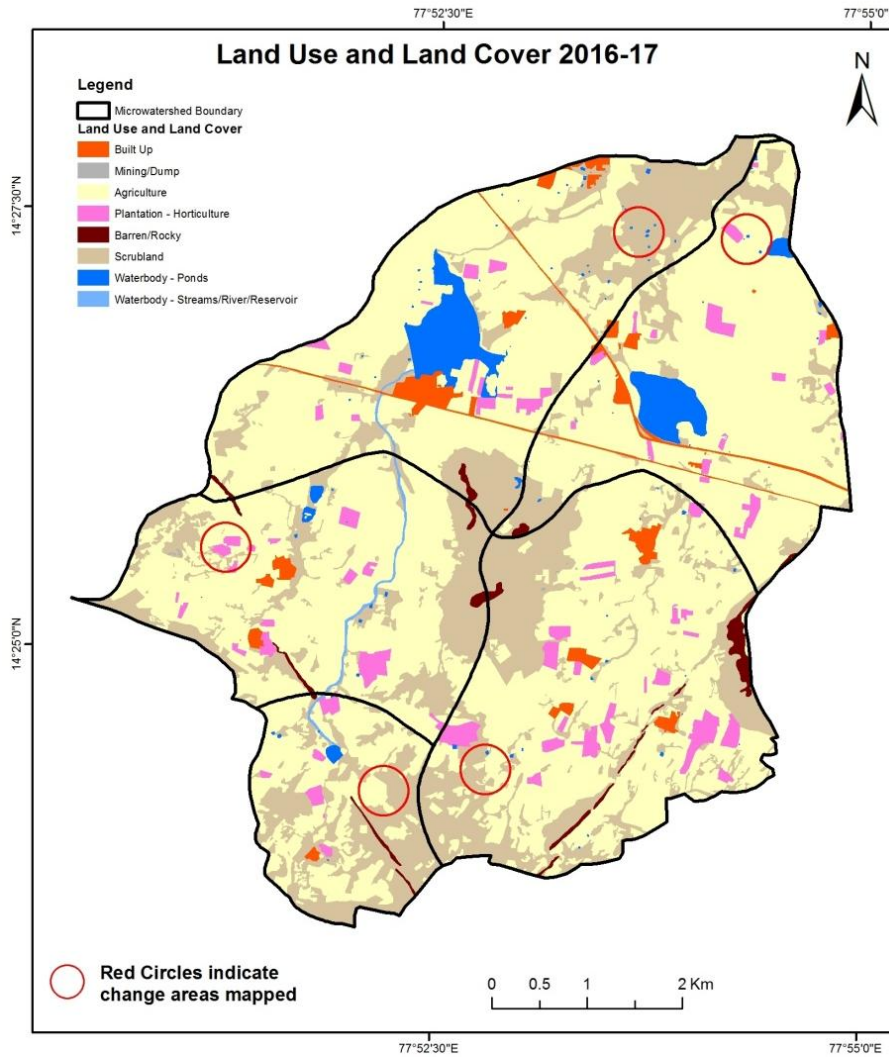 77°52'30"E
77°55'0"
Land Use and Land Cover 2016-17
N
Legend
Microwatershed Boundary
Land Use and Land Cover
Built Up
Mining/Dump
Agriculture
Plantation - Horticulture
Barren/Rocky
Scrubland
Waterbody - Ponds
Waterbody - Streams/River/Reservoir
14°27'30"N
14°25'0"N
Red Circles indicate
change areas mapped
0 0.5 1 2 Km
77°52'30"E
77°55'0"E